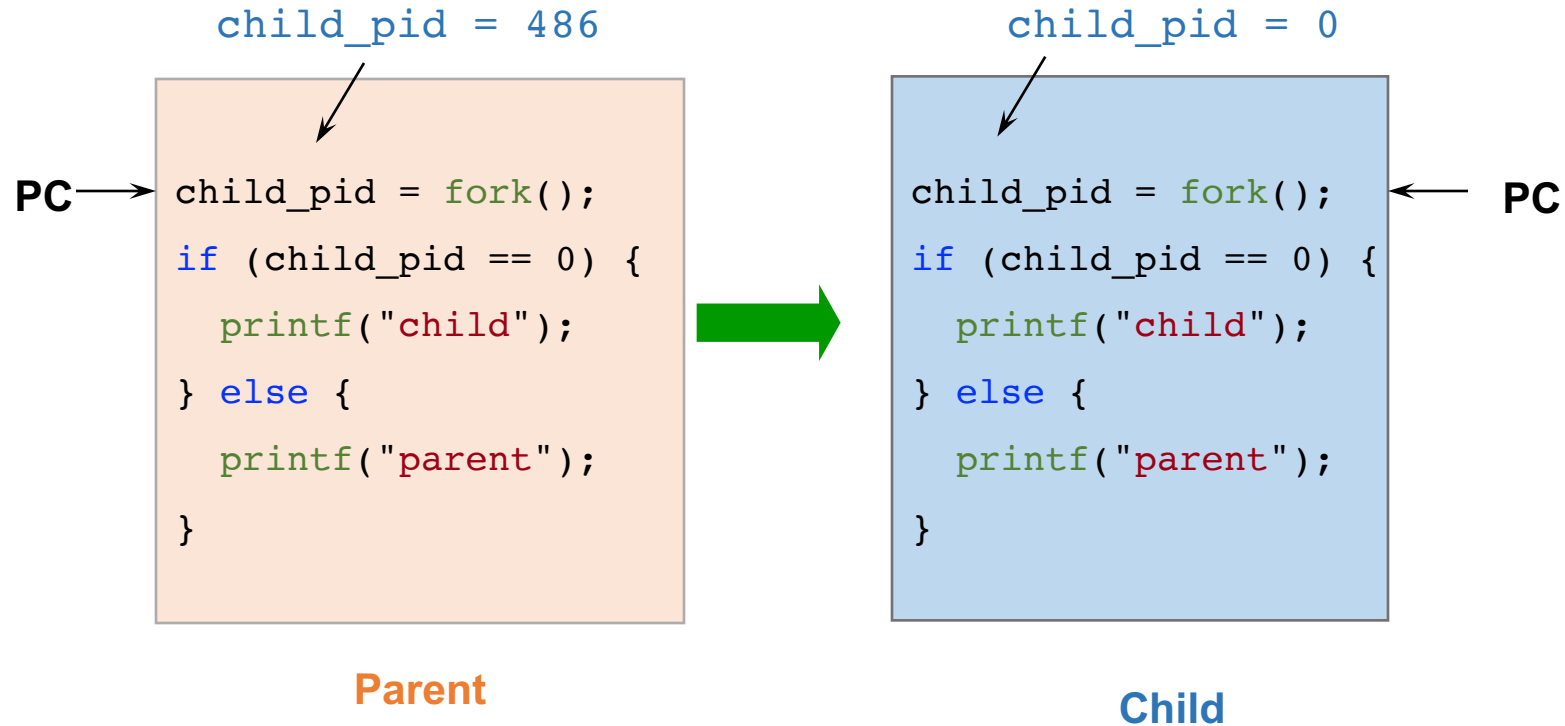 child_pid = 486
PC
child_pid = fork();
if (child_pid == 0) {
  printf("child");
} else {
  printf("parent");
}
Parent
child_pid = 0
child_pid = fork();
if (child_pid == 0) {
  printf("child");
} else {
  printf("parent");
}
PC
Child